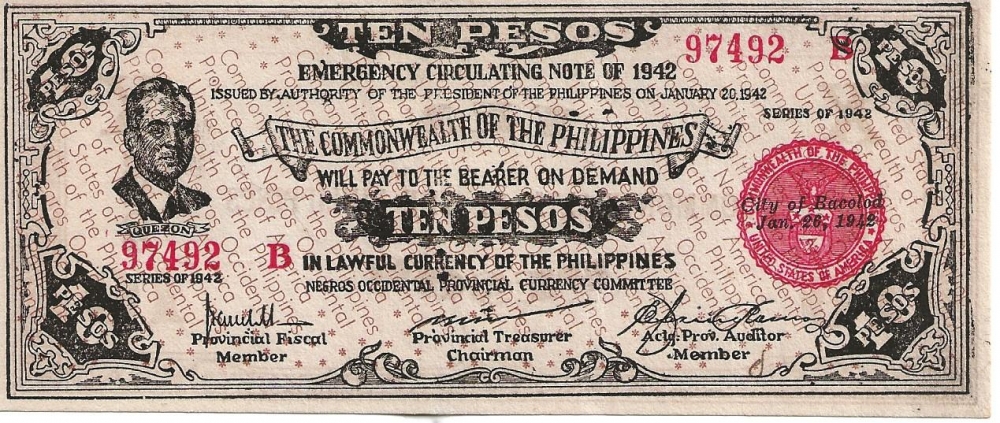 TEN PESOS
97492 B
EMERGENCY CIRCULATING NOTE OF 1942
ISSUED BY AUTHORITY OF THE PRESIDENT OF THE PHILIPPINES ON JANUARY 20, 1942
SERIES OF 1942
THE COMMONWEALTH OF THE PHILIPPINES
WILL PAY TO THE BEARER ON DEMAND
TEN PESOS
QUEZON
97492 B
SERIES OF 1942
IN LAWFUL CURRENCY OF THE PHILIPPINES
NEGROS OCCIDENTAL PROVINCIAL CURRENCY COMMITTEE
COMMONWEALTH OF THE PHILIPPINES
City of Bacolod
Jan. 26, 1942
UNITED STATES OF AMERICA
Provincial Fiscal
Member
Provincial Treasurer
Chairman
Actg. Prov. Auditor
Member
PESOS
PESOS
PESOS
PESOS